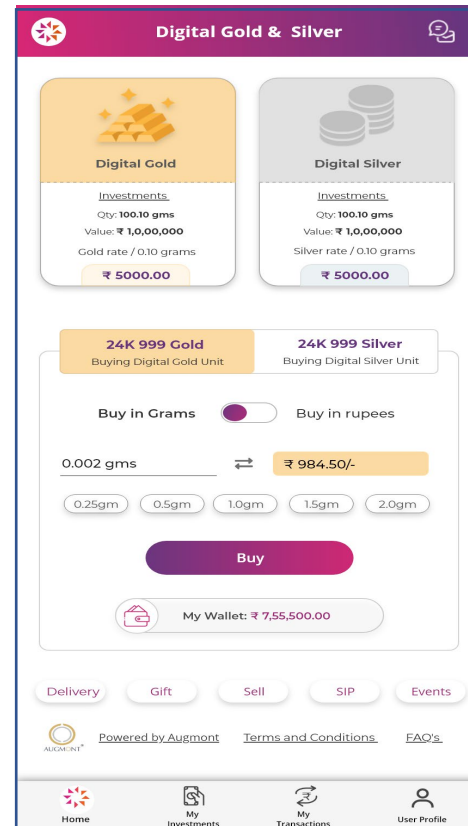 Digital Gold & Silver
Digital Gold
Digital Silver
Investments
Investments
Qty: 100.10 gms
Qty: 100.10 gms
Value: ₹ 1,0,00,000
Value: ₹ 1,0,00,000
Gold rate / 0.10 grams
Silver rate / 0.10 grams
₹ 5000.00
₹ 5000.00
24K 999 Gold
24K 999 Silver
Buying Digital Gold Unit
Buying Digital Silver Unit
Buy in Grams
Buy in rupees
0.002 gms
₹ 984.50/-
0.25gm
0.5gm
1.0gm
1.5gm
2.0gm
Buy
My Wallet: ₹ 7,55,500.00
Delivery
Gift
Sell
SIP
Events
AUGMONT
Powered by Augmont
Terms and Conditions
FAQ's
Home
My
Investments
My
Transactions
User Profile